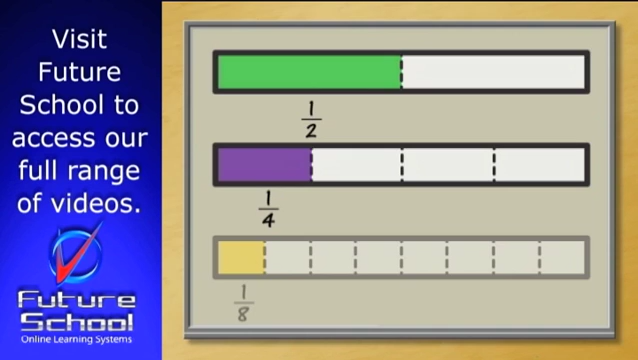 Visit
Future
School to
access our
full range
of videos.
Future
School
Online Learning Systems
1
2
1
4
1
8